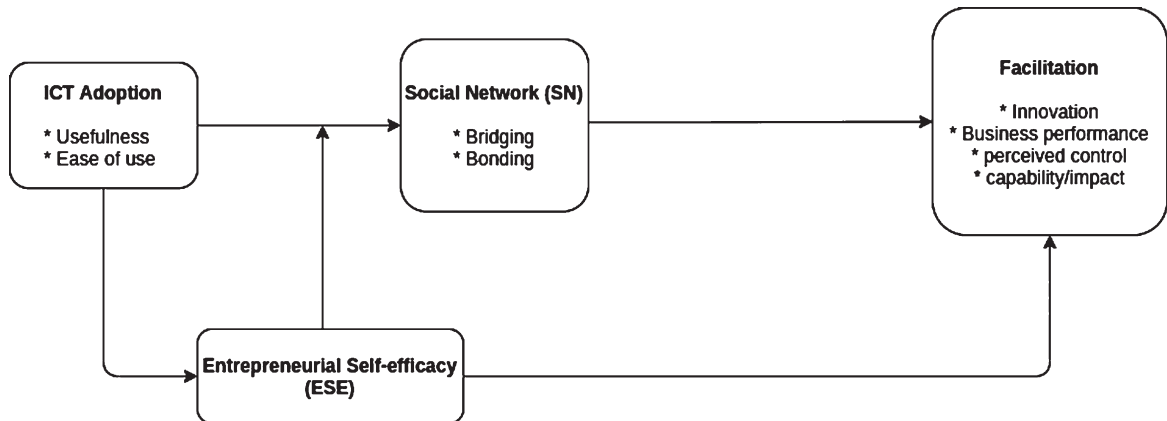 ICT Adoption
* Usefulness
* Ease of use
Social Network (SN)
* Bridging
* Bonding
Facilitation
* Innovation
* Business performance
* perceived control
* capability/impact
Entrepreneurial Self-efficacy
(ESE)